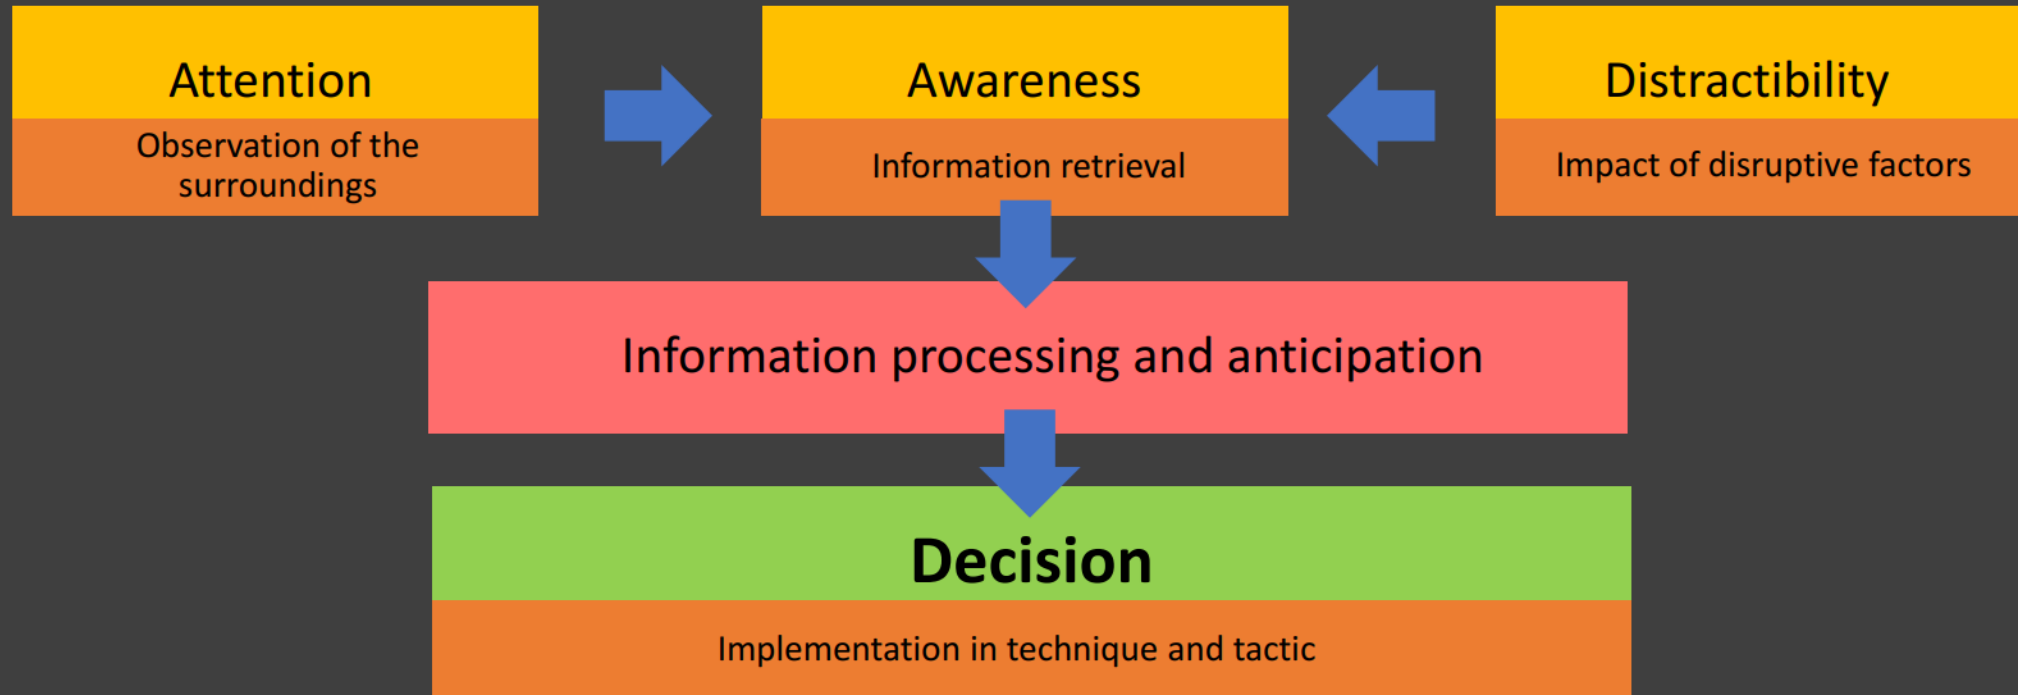 Attention
Observation of the
surroundings
Awareness
Information retrieval
Distractibility
Impact of disruptive factors
Information processing and anticipation
Decision
Implementation in technique and tactic